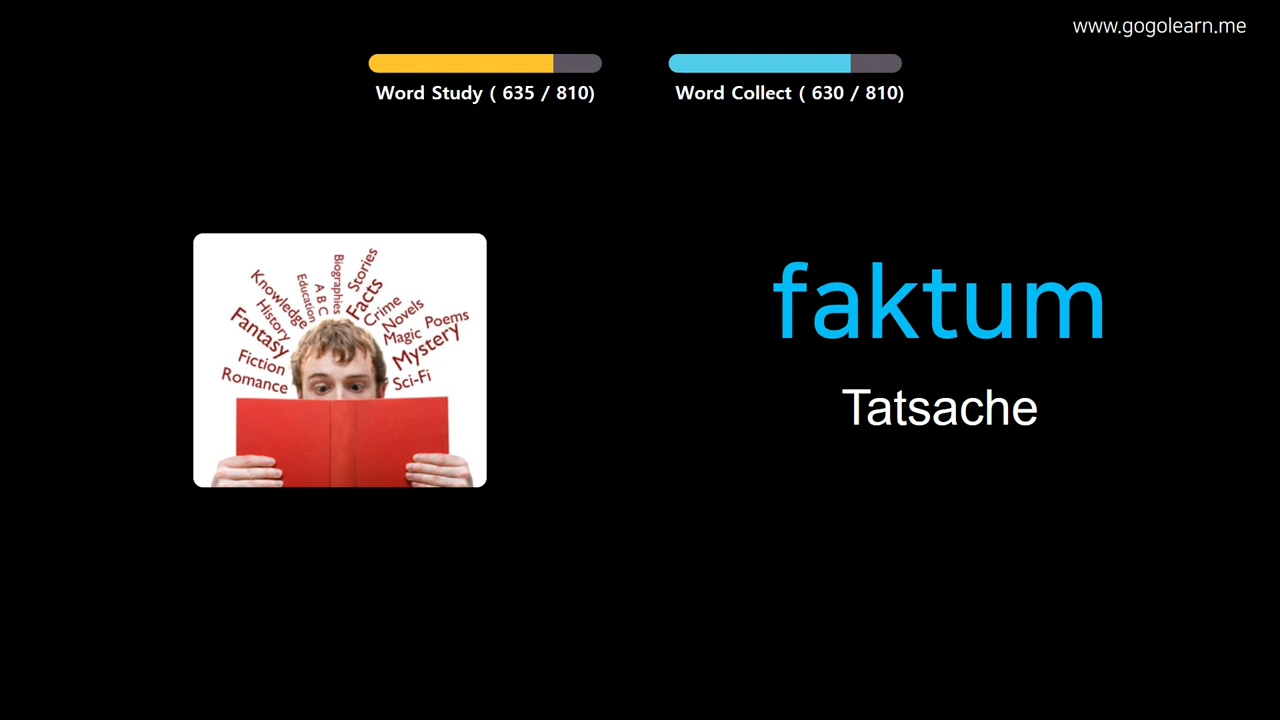 www.gogolearn.me
Word Study ( 635 / 810)
Word Collect ( 630 / 810)
faktum
Tatsache
Knowledge
History
Fantasy
Fiction
Romance
Education
A B C
Biographies
Stories
Facts
Crime
Novels
Magic
Poems
Mystery
Sci-Fi